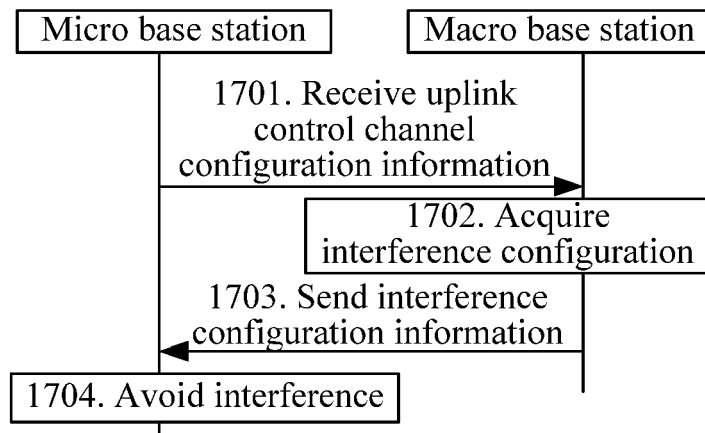 Micro base station
Macro base station
1701. Receive uplink
control channel
configuration information
1702. Acquire
interference configuration
1703. Send interference
configuration information
1704. Avoid interference